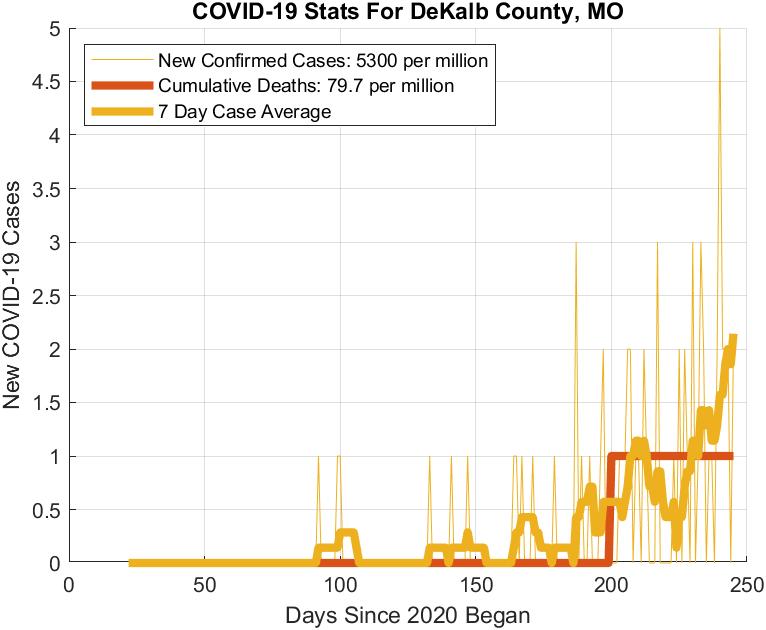 COVID-19 Stats For DeKalb County, MO
New Confirmed Cases: 5300 per million
Cumulative Deaths: 79.7 per million
7 Day Case Average
New COVID-19 Cases
5
4.5
4
3.5
3
2.5
2
1.5
1
0.5
0
0 50 100 150 200 250
Days Since 2020 Began